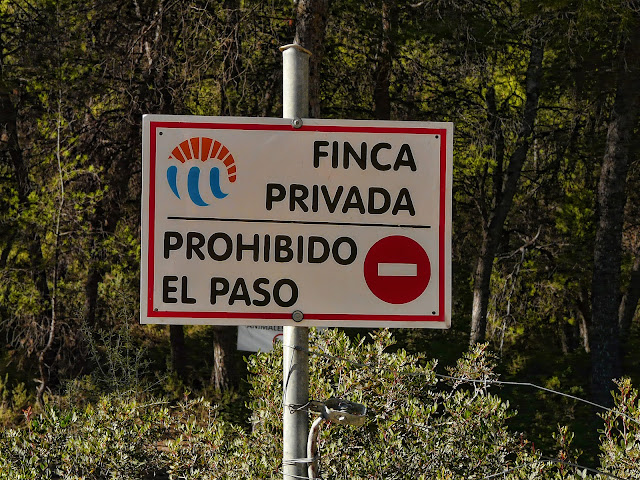 FINCA
PRIVADA
PROHIBIDO
EL PASO